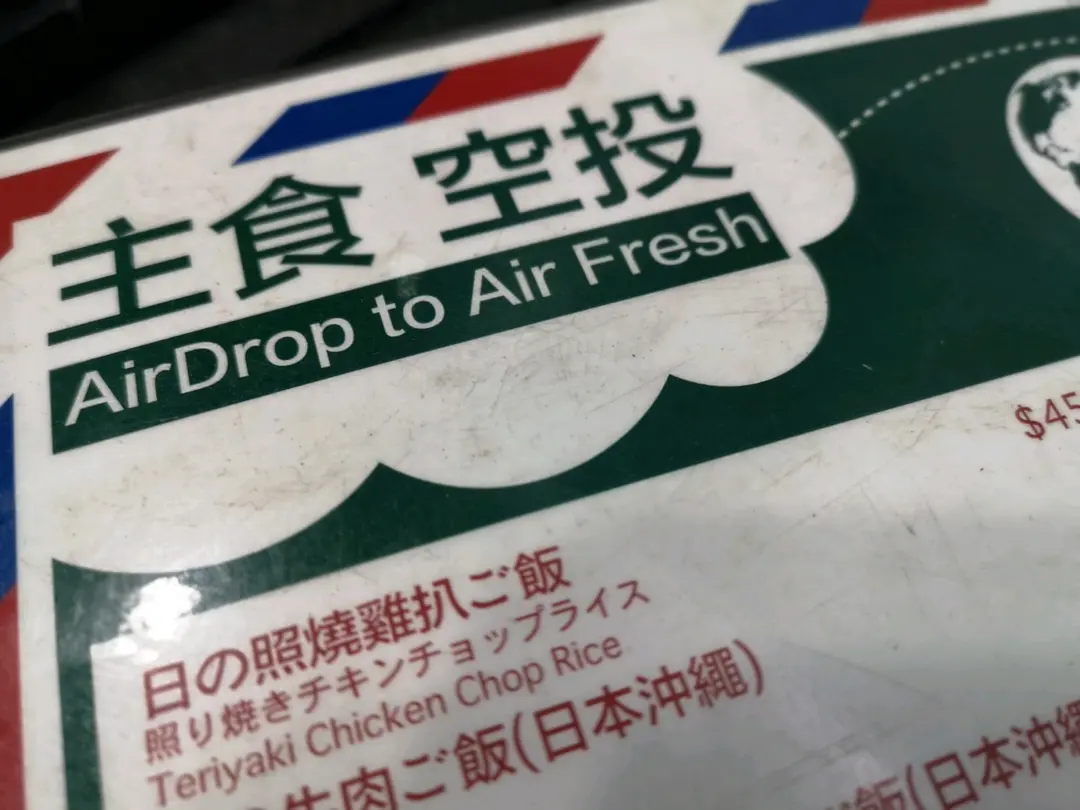 主食 空投
AirDrop to Air Fresh
$45
日の照燒雞扒ご飯
照り焼きチキンチョップライス
Teriyaki Chicken Chop Rice
牛肉ご飯(日本沖繩)
飯(日本沖繩